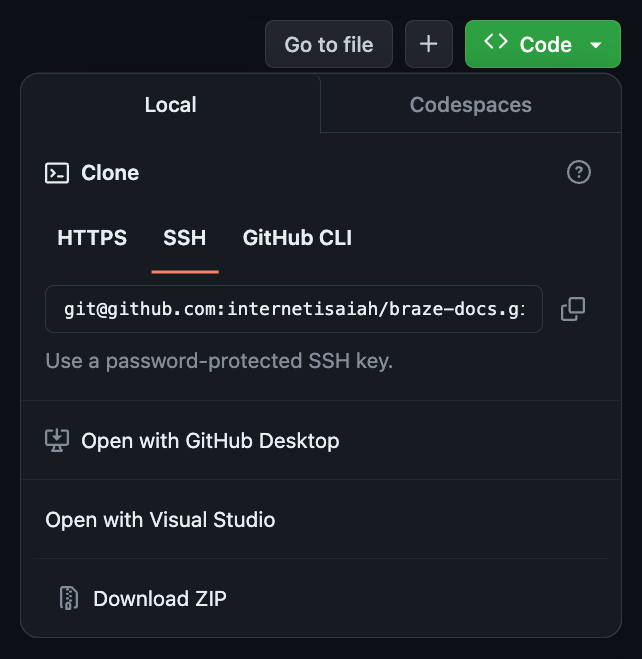 Go to file + <> Code
Local Codespaces
Clone ?
HTTPS SSH GitHub CLI
git@github.com:internetisaiah/braze-docs.gi
Use a password-protected SSH key.
Open with GitHub Desktop
Open with Visual Studio
Download ZIP